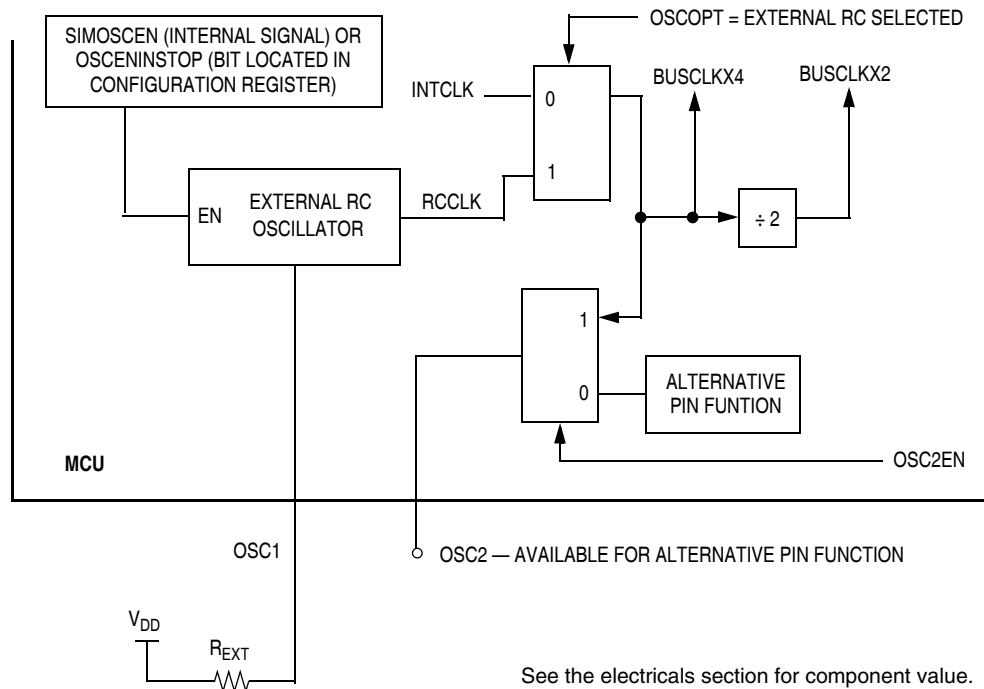 SIMOSCEN (INTERNAL SIGNAL) OR
OSCENINSTOP (BIT LOCATED IN
CONFIGURATION REGISTER)
OSCOPT = EXTERNAL RC SELECTED
INTCLK
0
1
BUSCLKX4
BUSCLKX2
EN
EXTERNAL RC
OSCILLATOR
RCCLK
÷ 2
1
0
ALTERNATIVE
PIN FUNTION
MCU
OSC2EN
OSC1
OSC2 — AVAILABLE FOR ALTERNATIVE PIN FUNCTION
VDD
REXT
See the electricals section for component value.